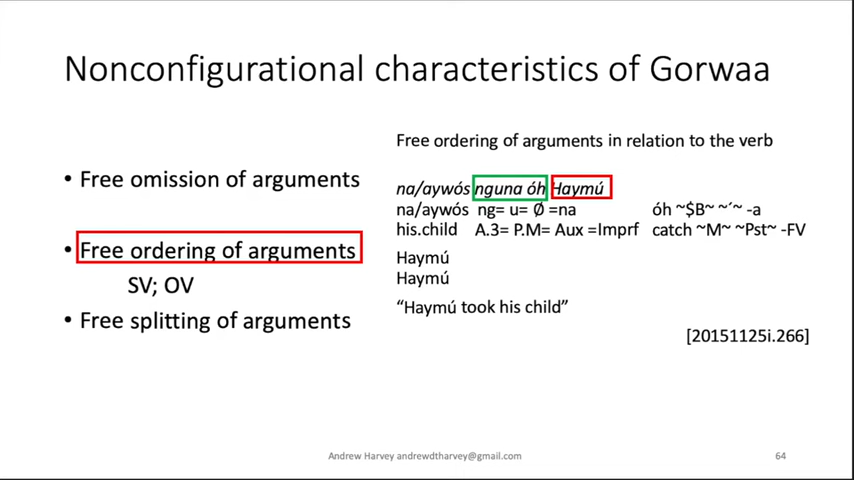 Nonconfigurational characteristics of Gorwaa
• Free omission of arguments
• Free ordering of arguments
SV; OV
• Free splitting of arguments
Free ordering of arguments in relation to the verb
na/aywós nguna óh Haymú
na/aywós ng= u= Ø =na óh ~$B~ ~´~ -a
his.child A.3= P.M= Aux =Imprf catch ~M~ ~Pst~ -FV
Haymú
Haymú
“Haymú took his child”
[20151125i.266]
Andrew Harvey andrewdtharvey@gmail.com
64